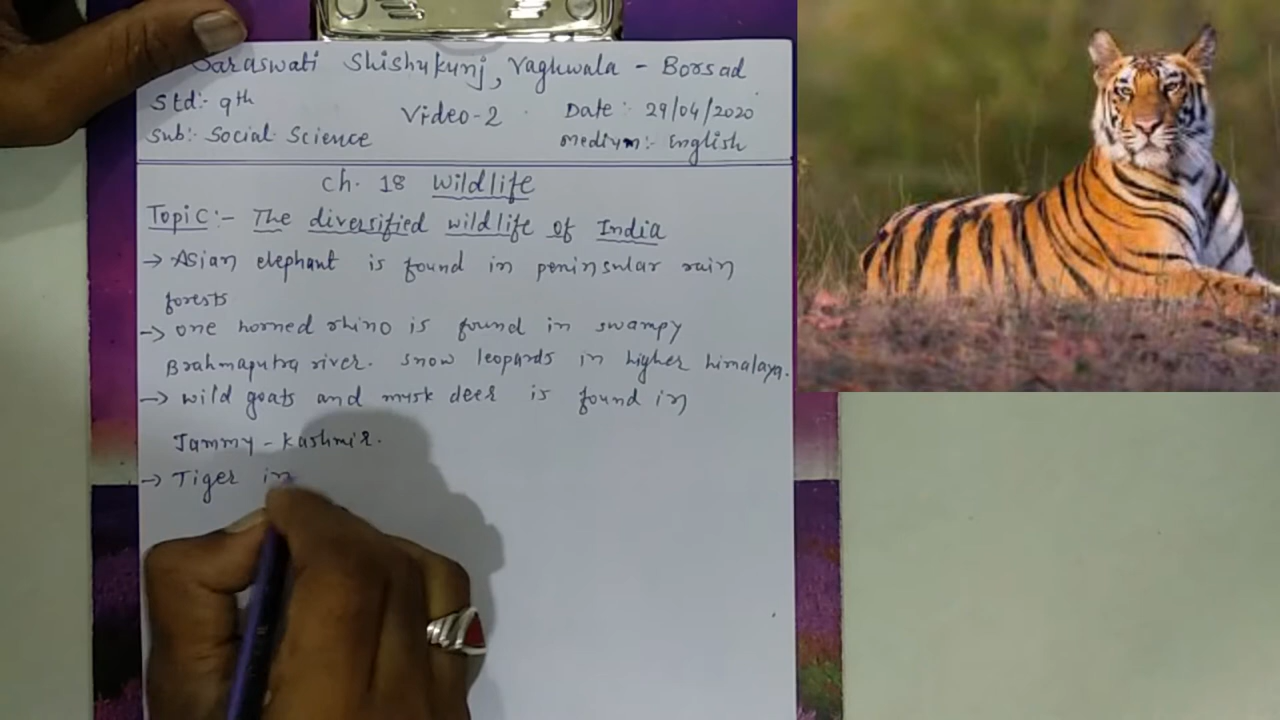 Saraswati Shishukunj, Vaghwala - Borsad
Std:- 9th
Video-2
Date: 29/04/2020
Sub:- Social Science
Medium:- English
Ch. 18 Wildlife
Topic:- The diversified wildlife of India
→ Asian elephant is found in peninsular rain
forests
→ one horned rhino is found in swampy
Brahmaputra river. snow leopards in higher himalaya.
→ wild goats and musk deer is found in
Jammu - Kashmir.
→ Tiger in